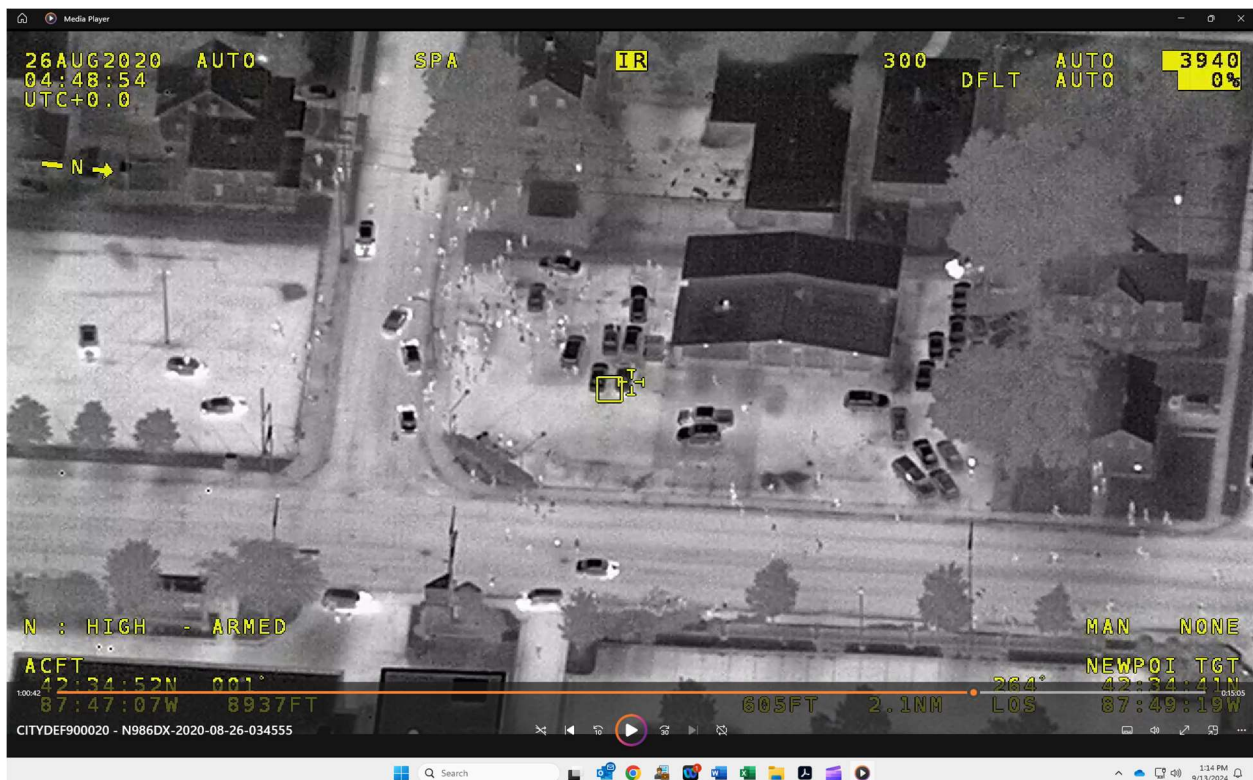 Media Player
26AUG2020 AUTO SPA IR 300 AUTO 3940
04:48:54 DFLT AUTO 0%
UTC+0.0
N
N : HIGH - ARMED MAN NONE
ACFT NEWPOI TGT
42:34:52N 001° 264° 42:34:41N
87:47:07W 8937FT 605FT 2.1NM LOS 87:49:19W
1:00:42 0:15:05
CITYDEF900020 - N986DX-2020-08-26-034555 10 30
Search
1:14 PM
9/13/2024